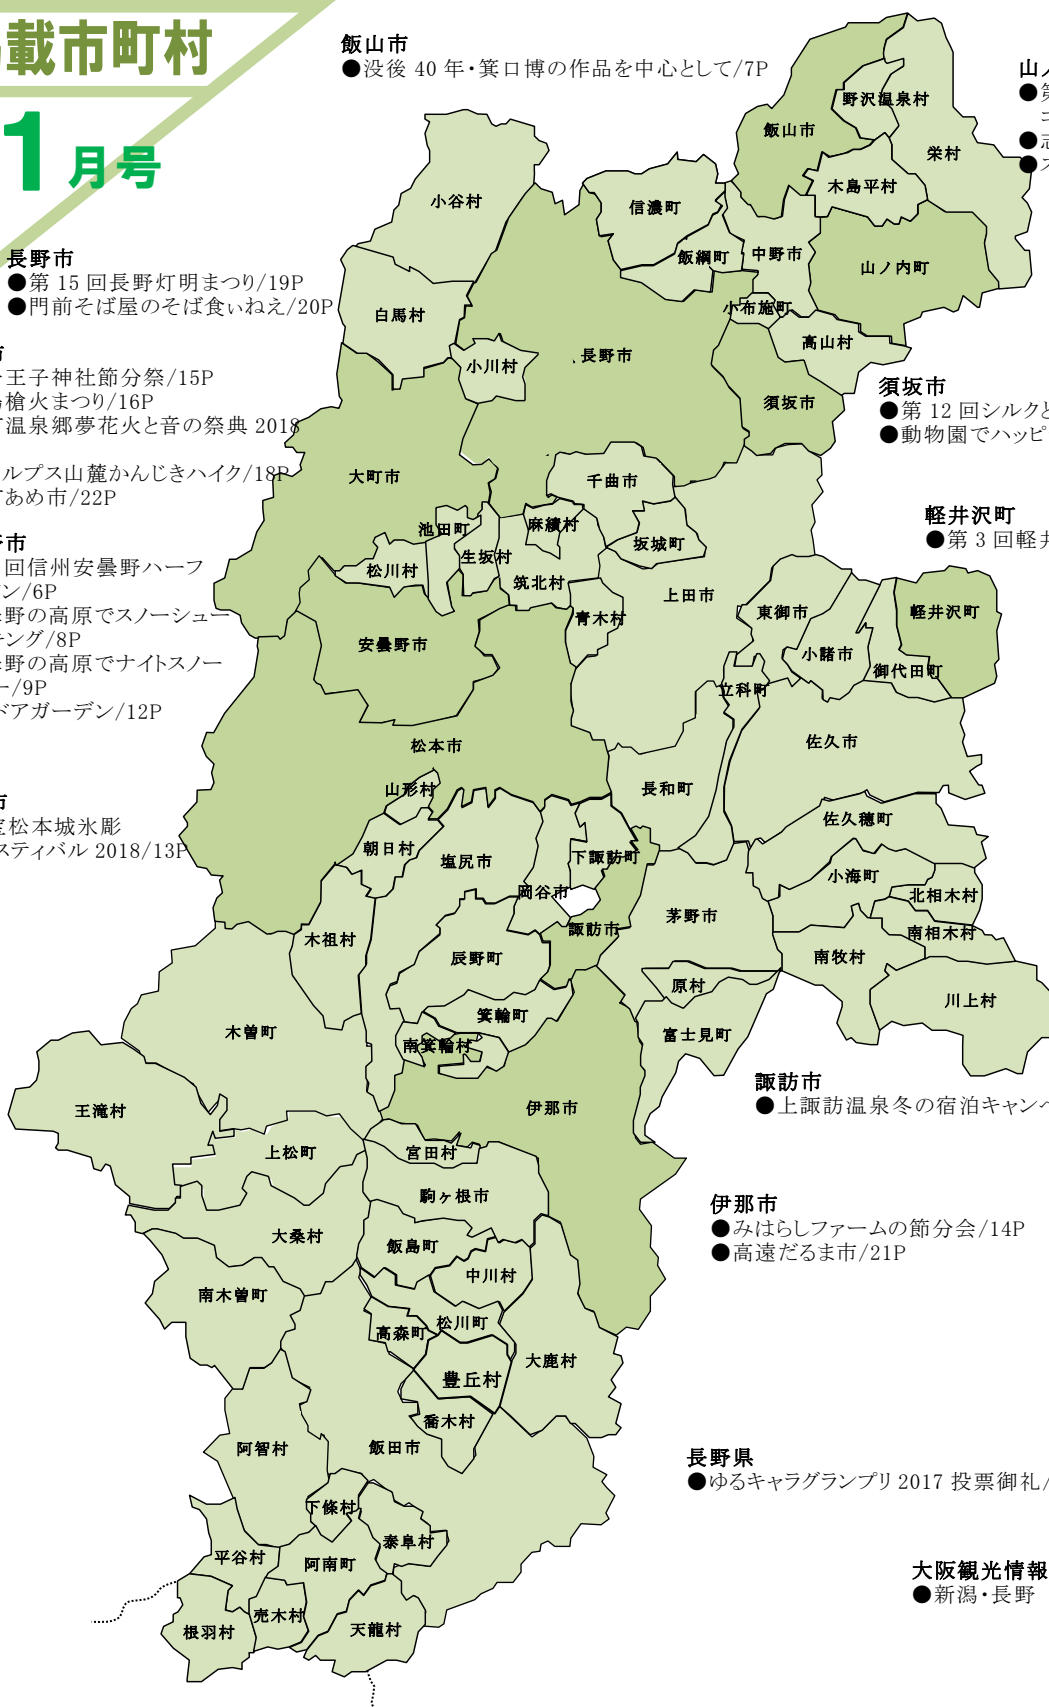 掲載市町村
1月号
飯山市
●没後 40 年・箕口博の作品を中心として/7P
長野市
●第 15 回長野灯明まつり/19P
●門前そば屋のそば食ぃねえ/20P
市
王子神社節分祭/15P
槍火まつり/16P
温泉郷夢花火と音の祭典 2018
ルプス山麓かんじきハイク/18P
あめ市/22P
市
回信州安曇野ハーフ
ン/6P
野の高原でスノーシュー
キング/8P
野の高原でナイトスノー
ー/9P
ドアガーデン/12P
市
松本城氷彫
スティバル 2018/13P
山ノ
●第
●志
●ス
須坂市
●第 12 回シルクと
●動物園でハッピ
軽井沢町
●第 3 回軽井
諏訪市
●上諏訪温泉冬の宿泊キャンペ
伊那市
●みはらしファームの節分会/14P
●高遠だるま市/21P
長野県
●ゆるキャラグランプリ 2017 投票御礼/
大阪観光情報
●新潟・長野
野沢温泉村
飯山市
栄村
木島平村
小谷村
信濃町
飯綱町
中野市
山ノ内町
白馬村
小布施町
高山村
小川村
長野市
須坂市
大町市
千曲市
池田町
麻績村
坂城町
生坂村
松川村
筑北村
上田市
青木村
東御市
軽井沢町
安曇野市
小諸市
御代田町
立科町
松本市
佐久市
山形村
長和町
佐久穂町
朝日村
塩尻市
下諏訪町
小海町
岡谷市
北相木村
茅野市
諏訪市
南相木村
木祖村
辰野町
南牧村
原村
川上村
箕輪町
木曽町
南箕輪村
富士見町
王滝村
伊那市
上松町
宮田村
駒ヶ根市
大桑村
飯島町
中川村
南木曽町
松川町
高森町
大鹿村
豊丘村
喬木村
阿智村
飯田市
下條村
泰阜村
平谷村
阿南町
売木村
根羽村
天龍村